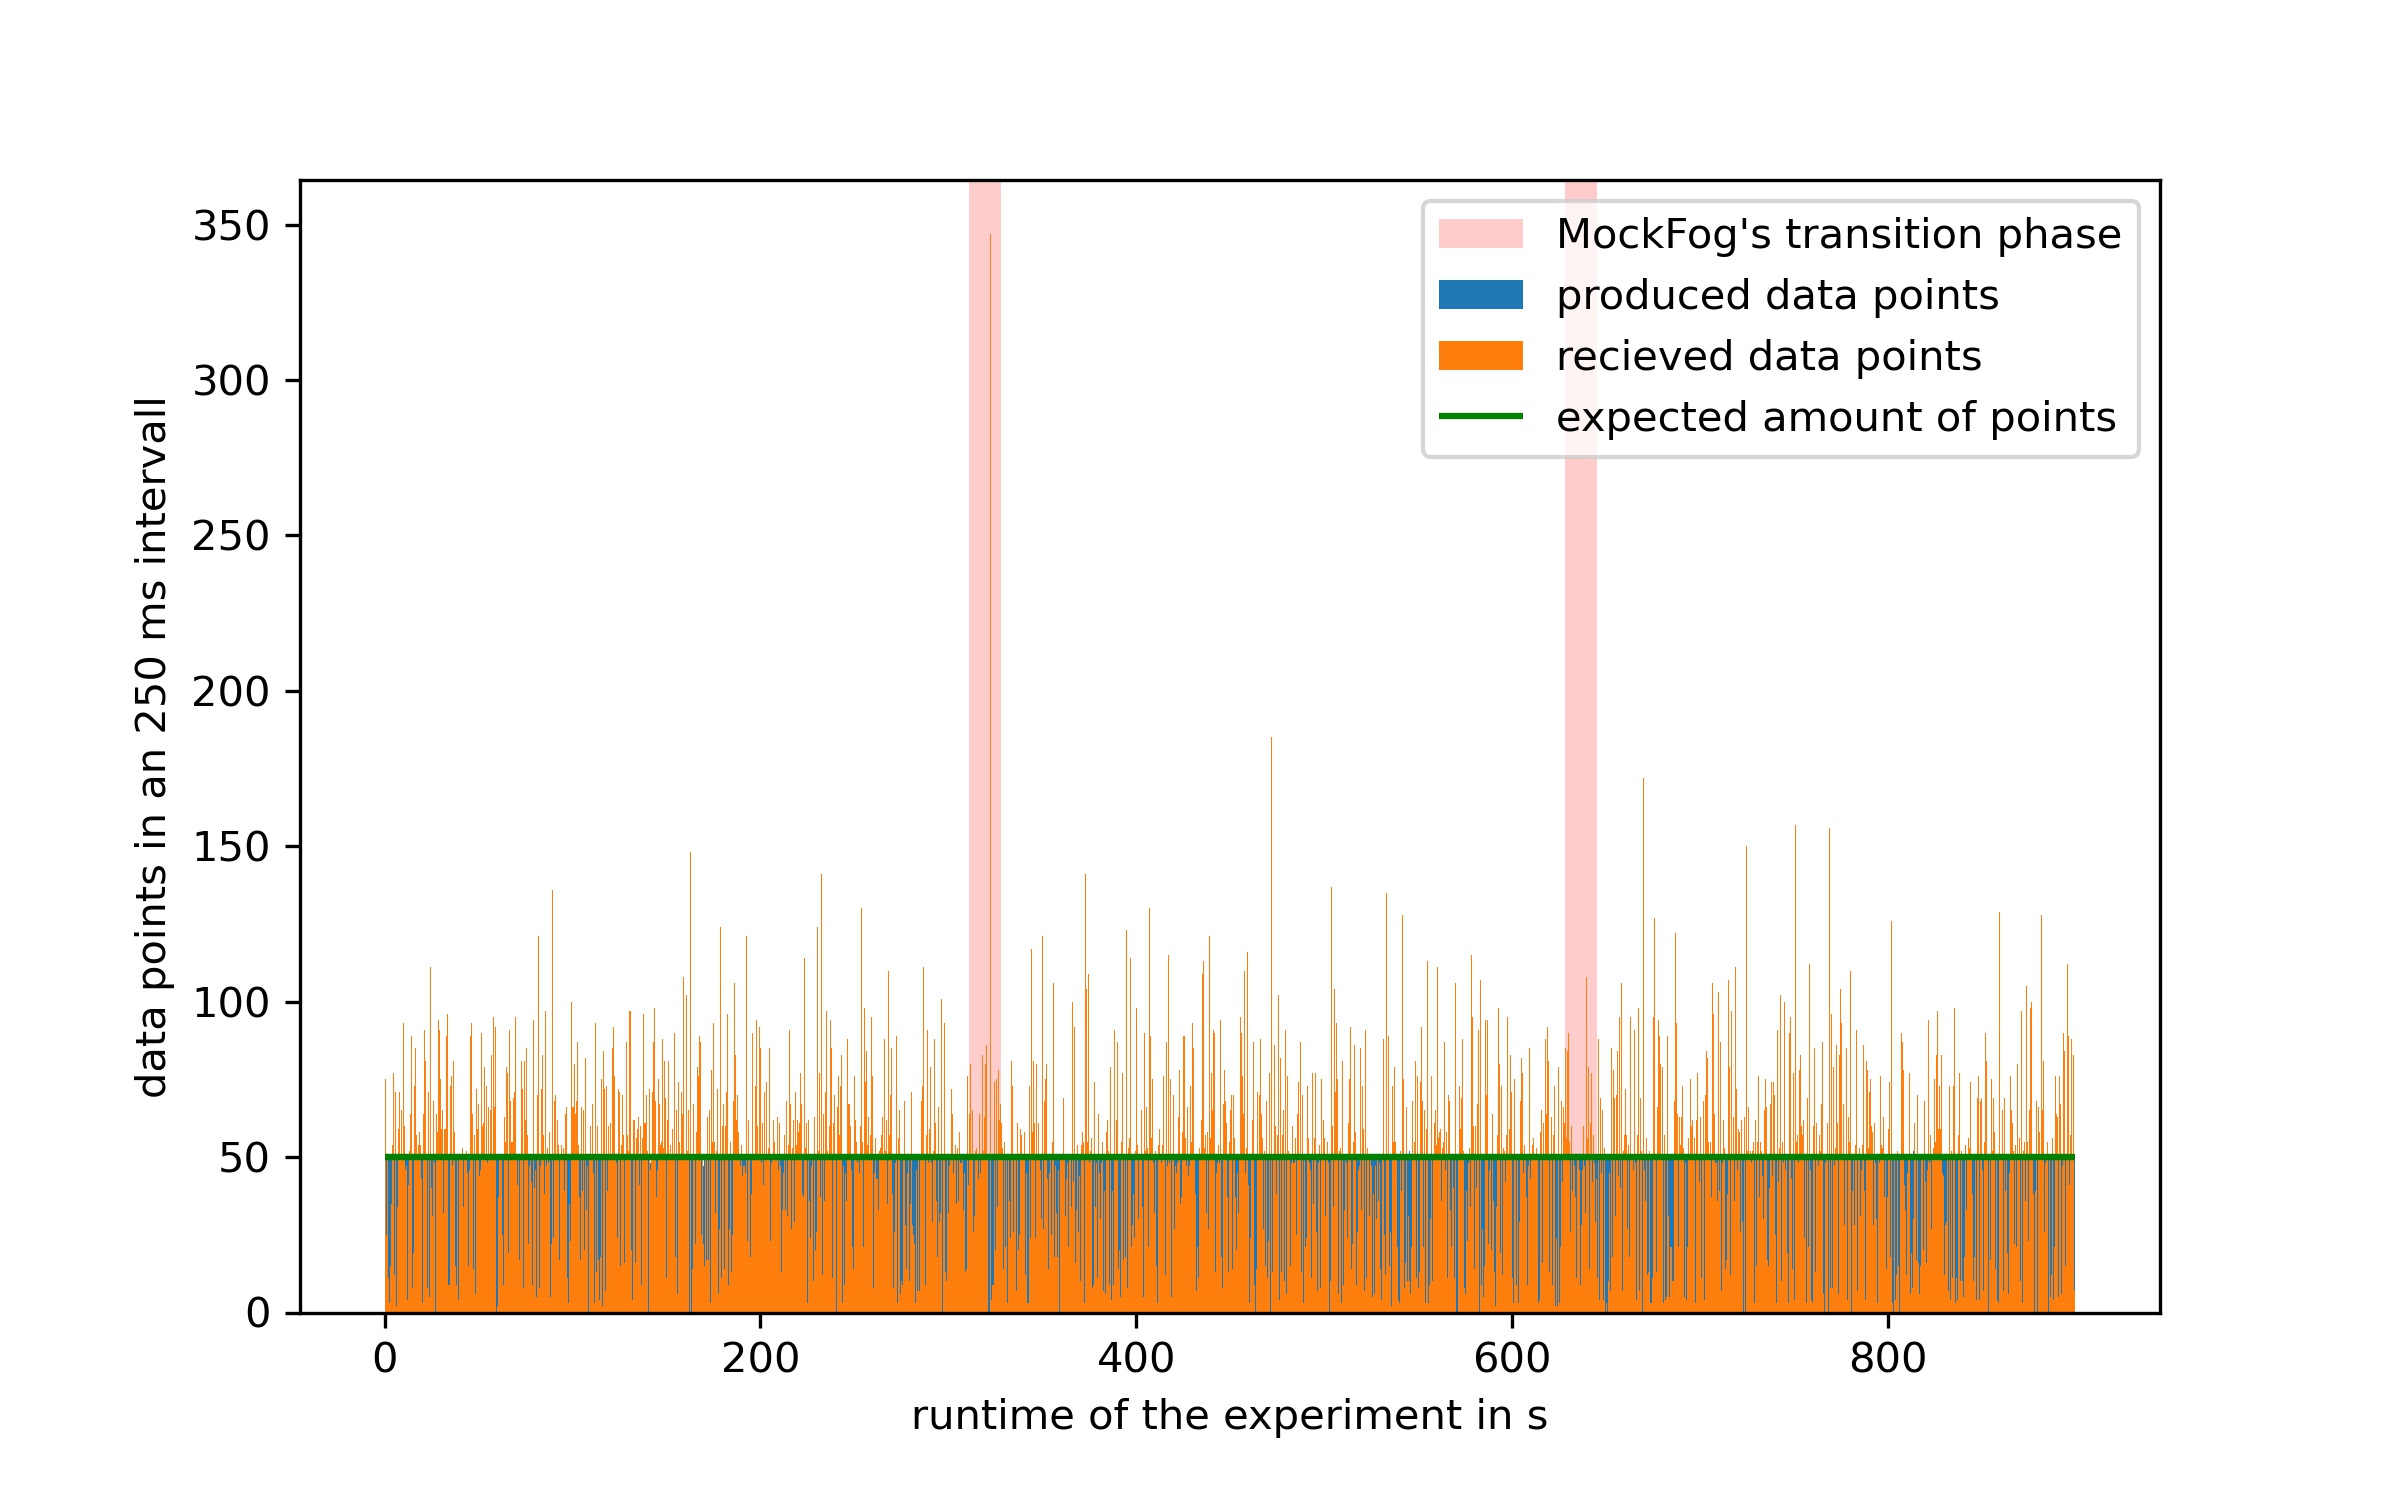 MockFog's transition phase
produced data points
recieved data points
expected amount of points
data points in an 250 ms intervall
350
300
250
200
150
100
50
0
0 200 400 600 800
runtime of the experiment in s